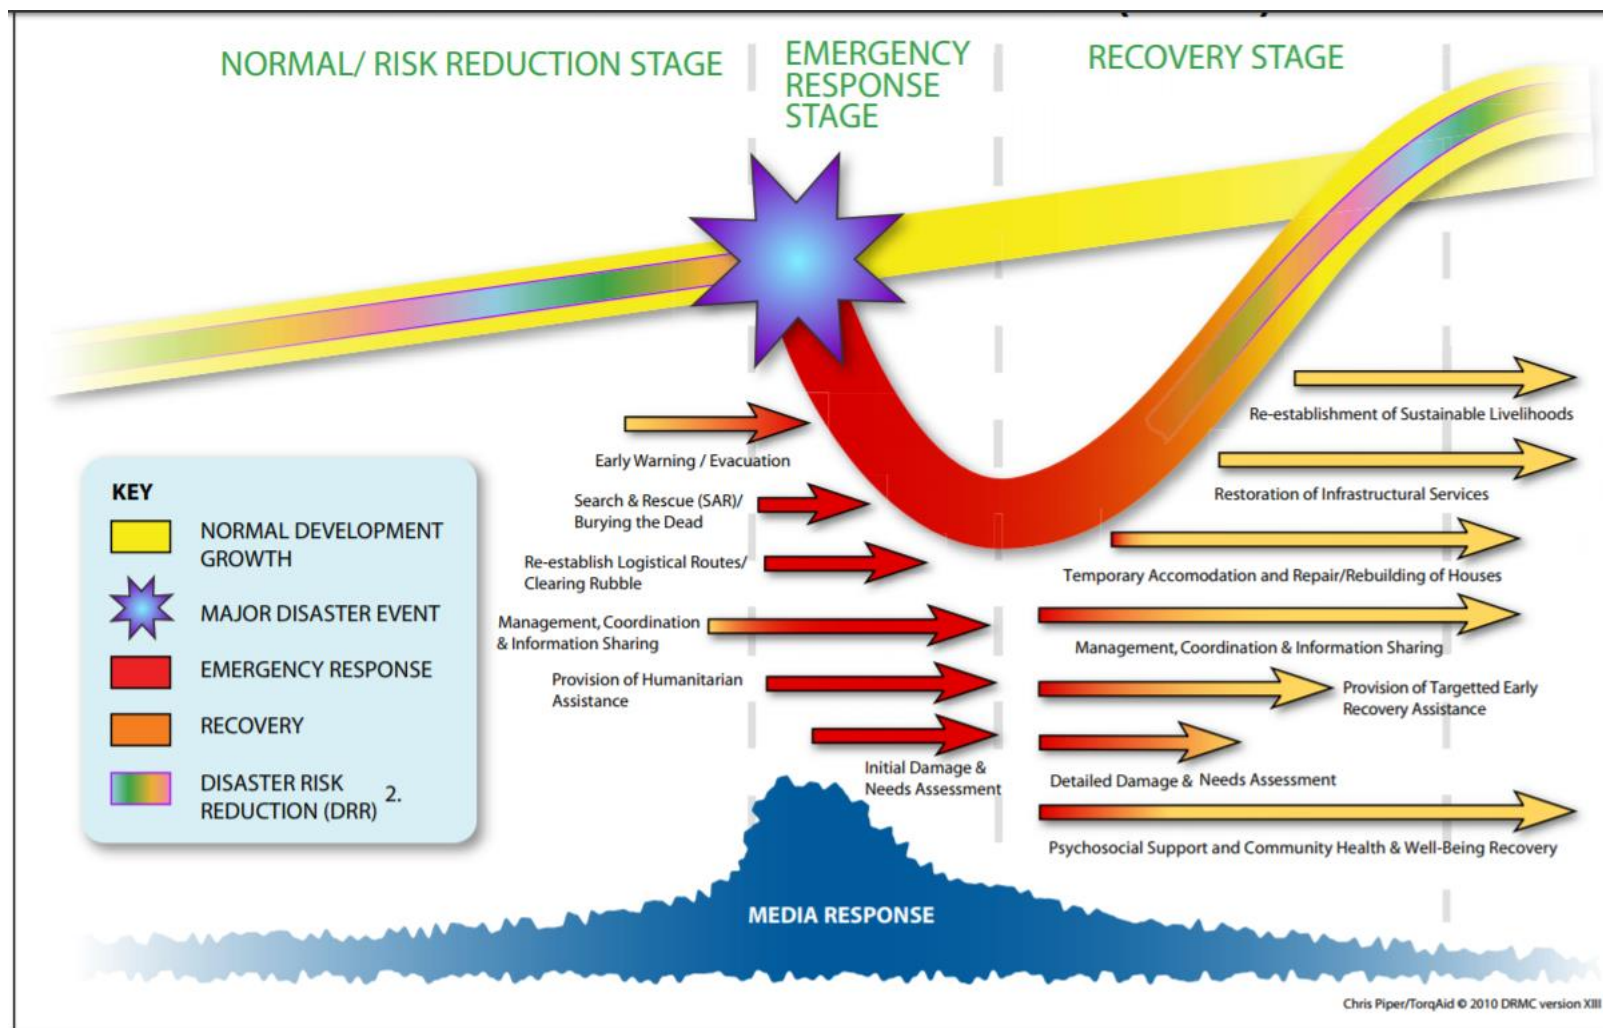 NORMAL/ RISK REDUCTION STAGE
EMERGENCY
RESPONSE
STAGE
RECOVERY STAGE
Re-establishment of Sustainable Livelihoods
Early Warning / Evacuation
Restoration of Infrastructural Services
Search & Rescue (SAR)/
Burying the Dead
Re-establish Logistical Routes/
Clearing Rubble
Temporary Accomodation and Repair/Rebuilding of Houses
Management, Coordination
& Information Sharing
Management, Coordination & Information Sharing
Provision of Humanitarian
Assistance
Provision of Targetted Early
Recovery Assistance
Initial Damage &
Needs Assessment
Detailed Damage & Needs Assessment
Psychosocial Support and Community Health & Well-Being Recovery
KEY
NORMAL DEVELOPMENT
GROWTH
MAJOR DISASTER EVENT
EMERGENCY RESPONSE
RECOVERY
DISASTER RISK
REDUCTION (DRR) 2.
MEDIA RESPONSE
Chris Piper/TorqAid © 2010 DRMC version XIII